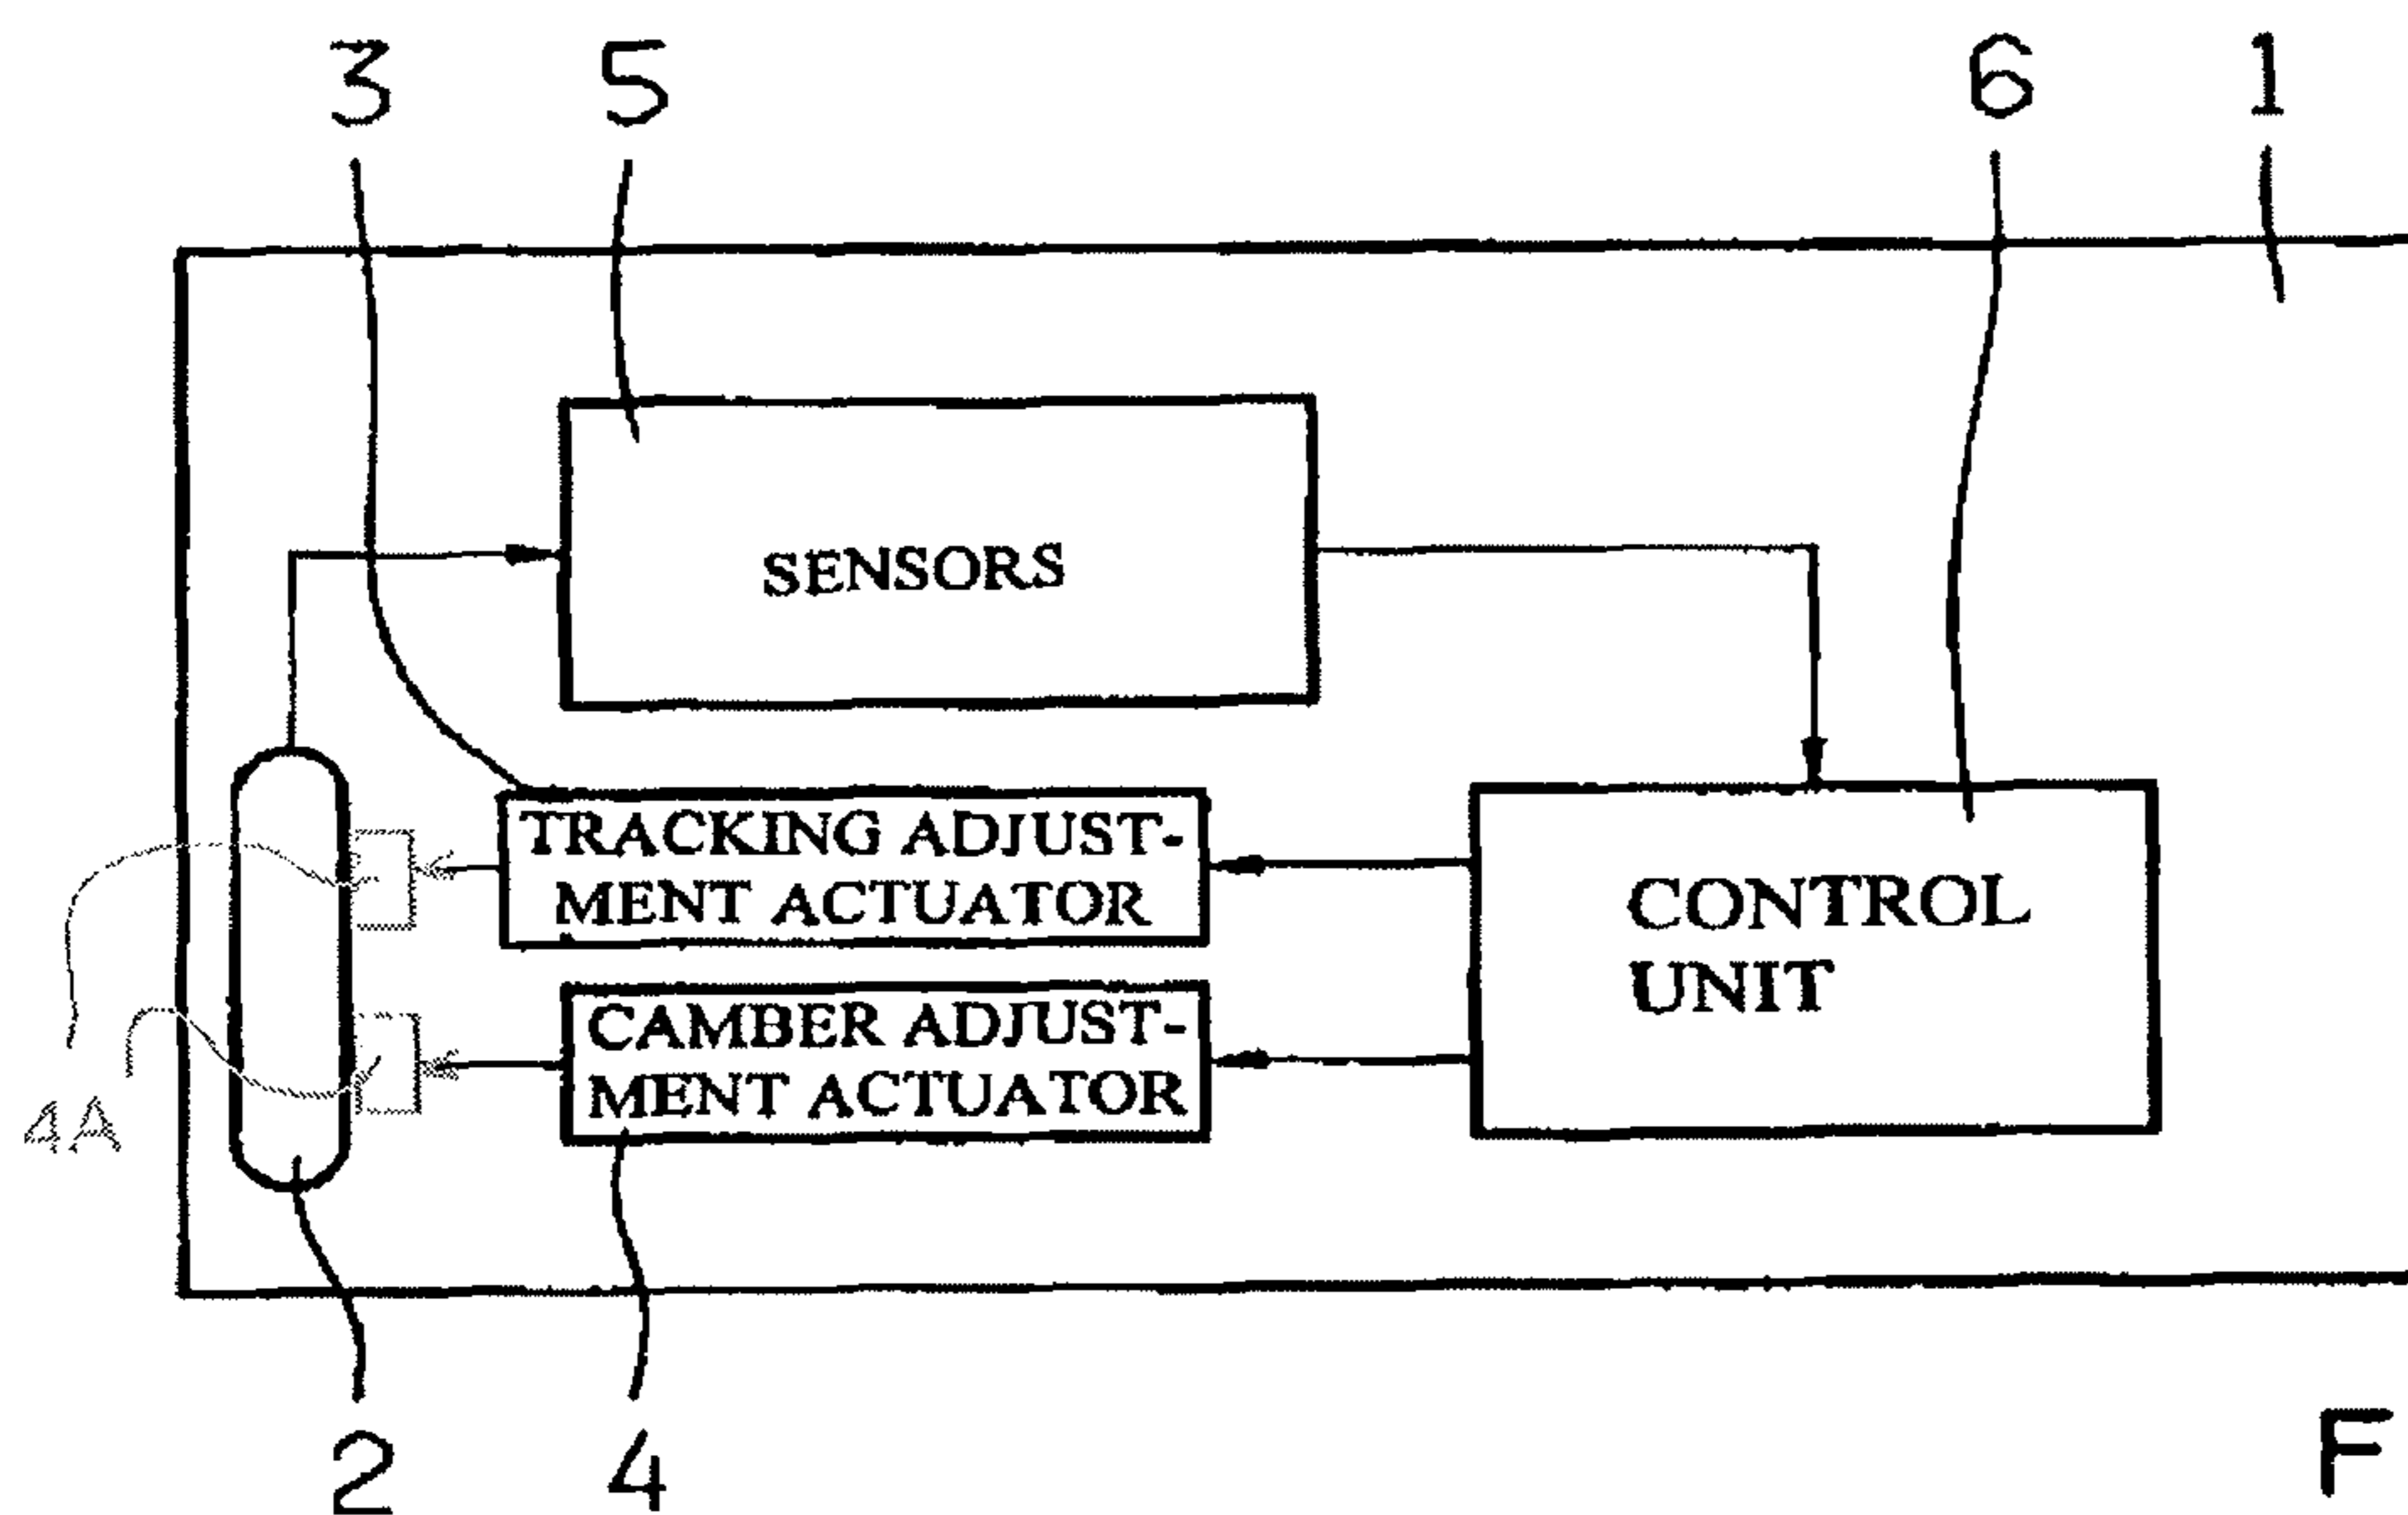 3 5 6 1
SENSORS
TRACKING ADJUST-
MENT ACTUATOR
CONTROL
UNIT
CAMBER ADJUST-
MENT ACTUATOR
4A
2 4
F